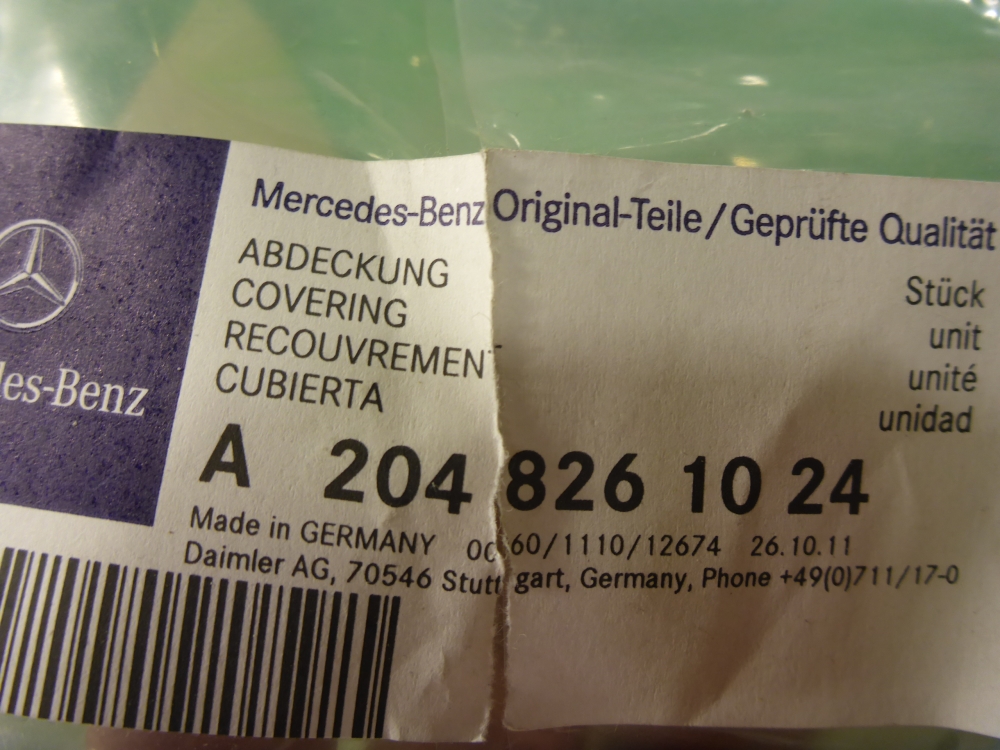 Mercedes-Benz Original-Teile / Geprüfte Qualität
ABDECKUNG
COVERING
RECOUVREMENT
CUBIERTA
Stück
unit
unité
unidad
des-Benz
A 204 826 10 24
Made in GERMANY 0060/1110/12674 26.10.11
Daimler AG, 70546 Stuttgart, Germany, Phone +49(0)711/17-0